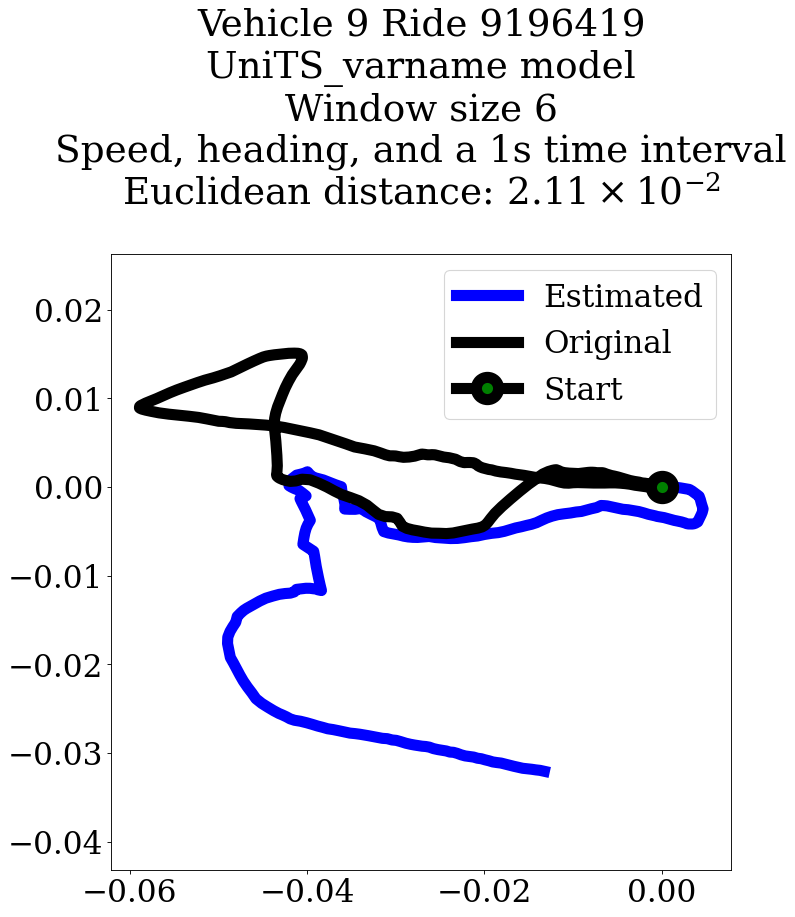 Vehicle 9 Ride 9196419
UniTS_varname model
Window size 6
Speed, heading, and a 1s time interval
Euclidean distance: 2.11 × 10⁻²
Estimated
Original
Start
0.02
0.01
0.00
−0.01
−0.02
−0.03
−0.04
−0.06
−0.04
−0.02
0.00